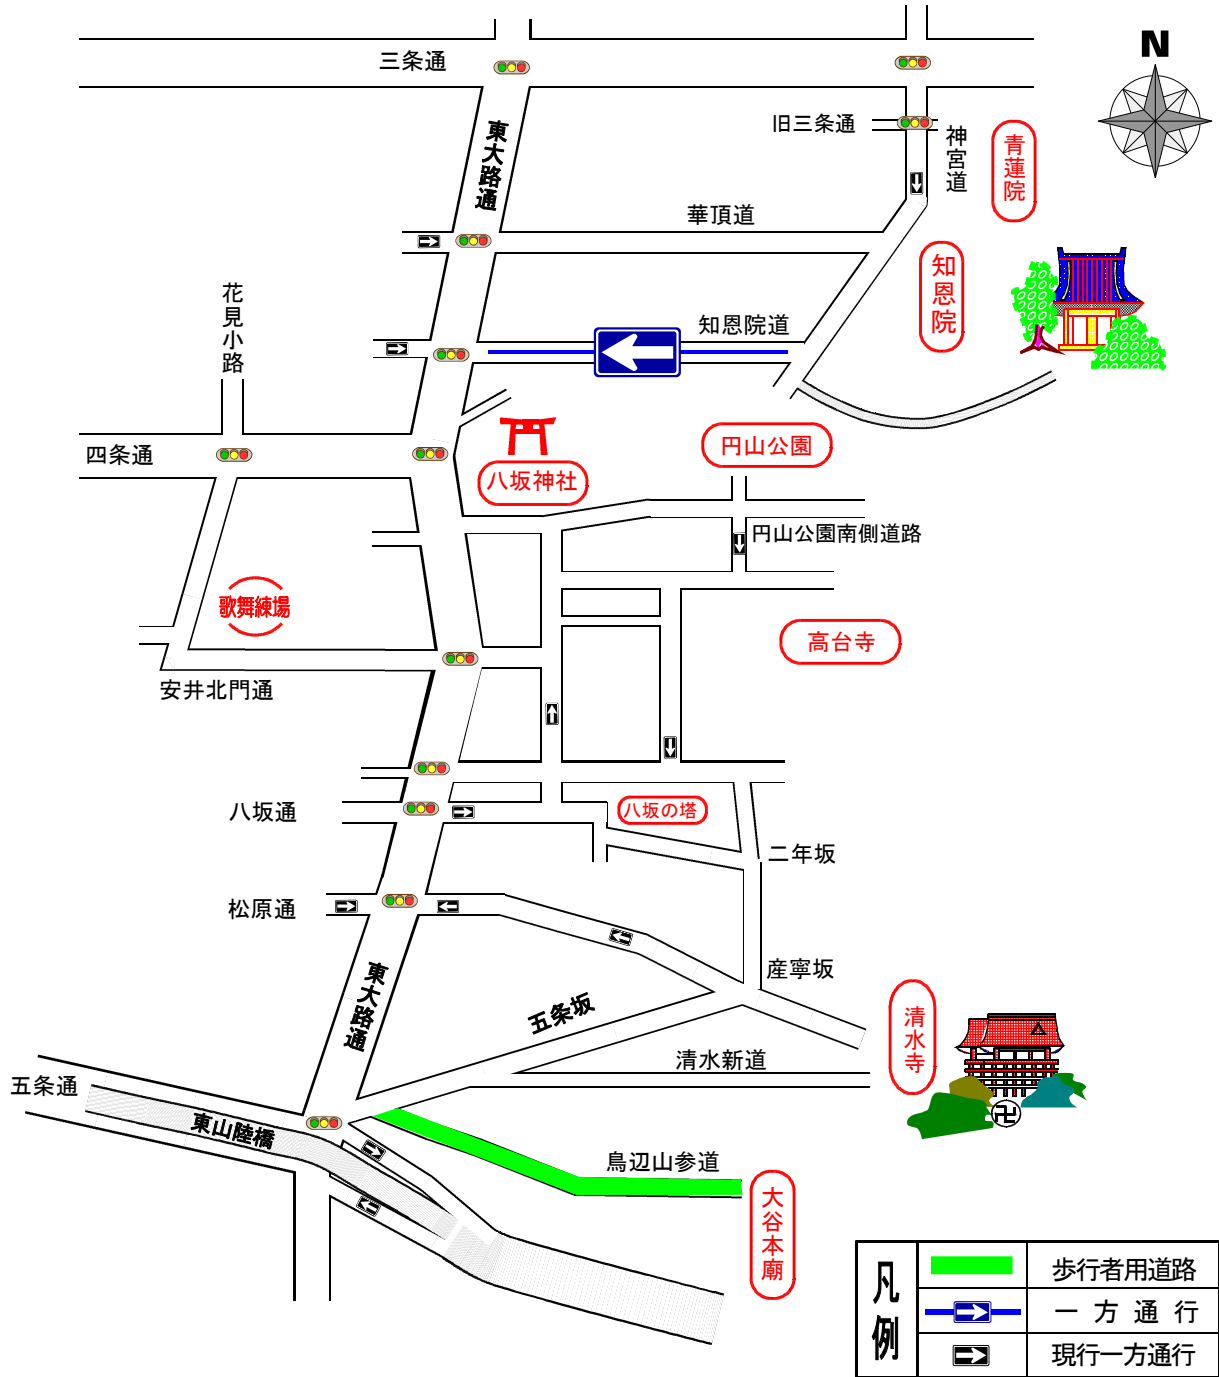 N
三条通
旧三条通
神宮道
青蓮院
東大路通
華頂道
知恩院
花見小路
知恩院道
四条通
八坂神社
円山公園
円山公園南側道路
歌舞練場
高台寺
安井北門通
八坂通
八坂の塔
二年坂
松原通
産寧坂
東大路通
五条坂
清水寺
清水新道
五条通
東山陸橋
鳥辺山参道
大谷本廟
凡例
歩行者用道路
一方通行
現行一方通行